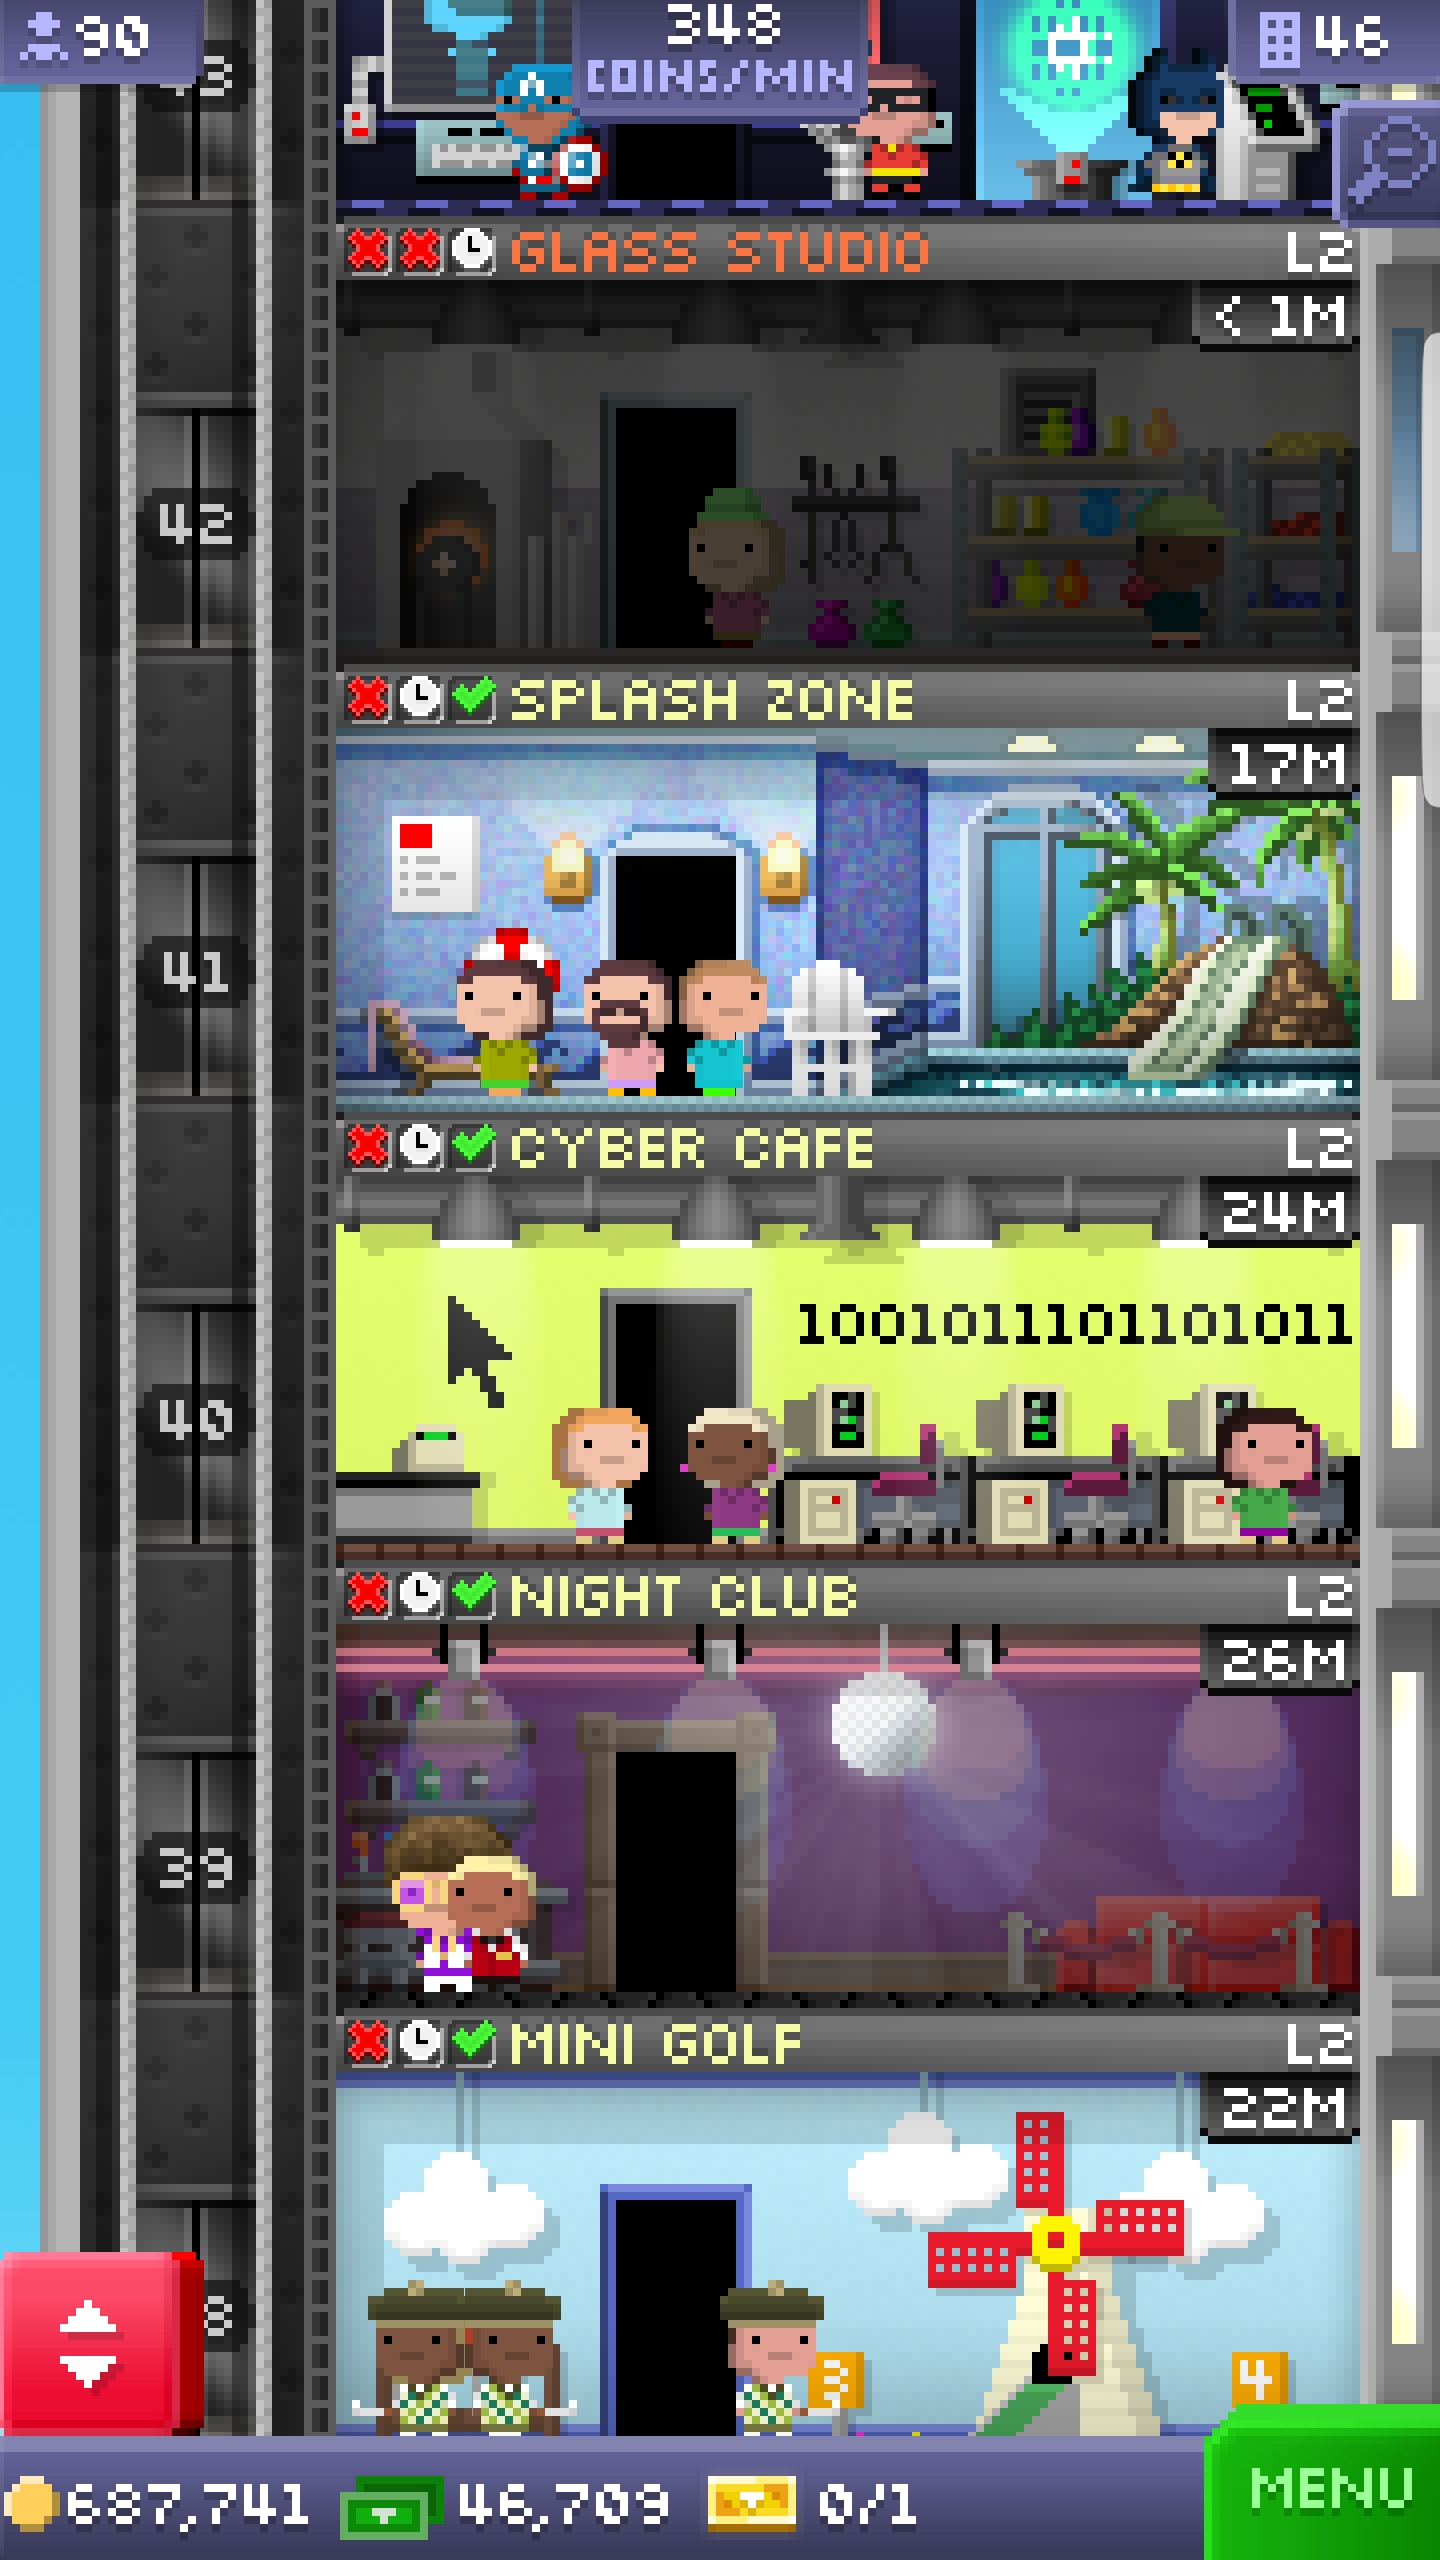 90
348
COINS/MIN
46
GLASS STUDIO L2
< 1M
42
SPLASH ZONE L2
17M
41
CYBER CAFE L2
24M
1001011101101011
40
NIGHT CLUB L2
26M
39
MINI GOLF L2
22M
3
4
687,741 46,709 0/1
MENU